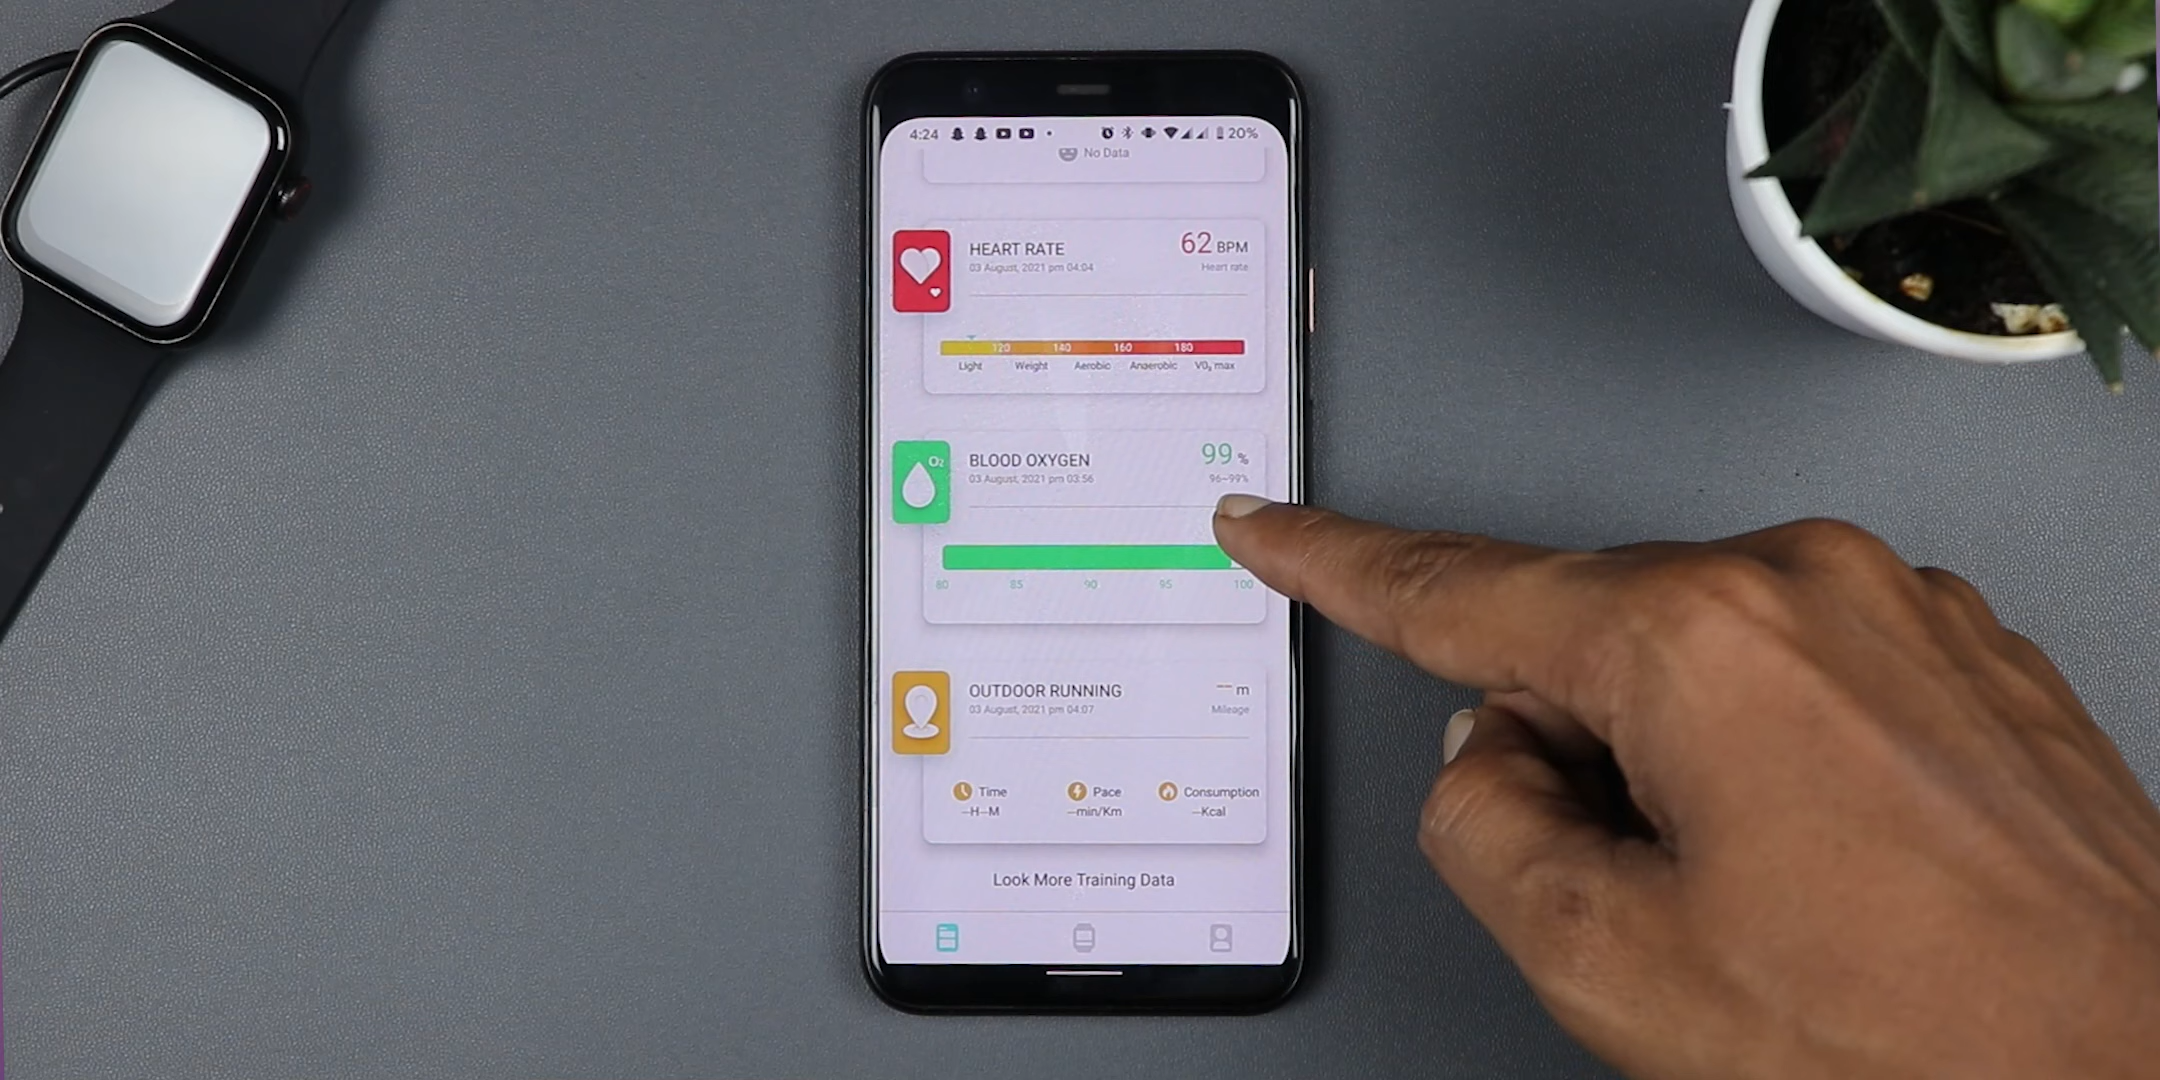 4:24 20%
No Data
HEART RATE 62 BPM
03 August, 2021 pm 04:04 Heart rate
120 140 160 180
Light Weight Aerobic Anaerobic VO₂ max
O₂
BLOOD OXYGEN 99 %
03 August, 2021 pm 03:56 96~99%
80 85 90 95 100
OUTDOOR RUNNING -- m
03 August, 2021 pm 04:07 Mileage
Time Pace Consumption
--H--M --min/Km --Kcal
Look More Training Data